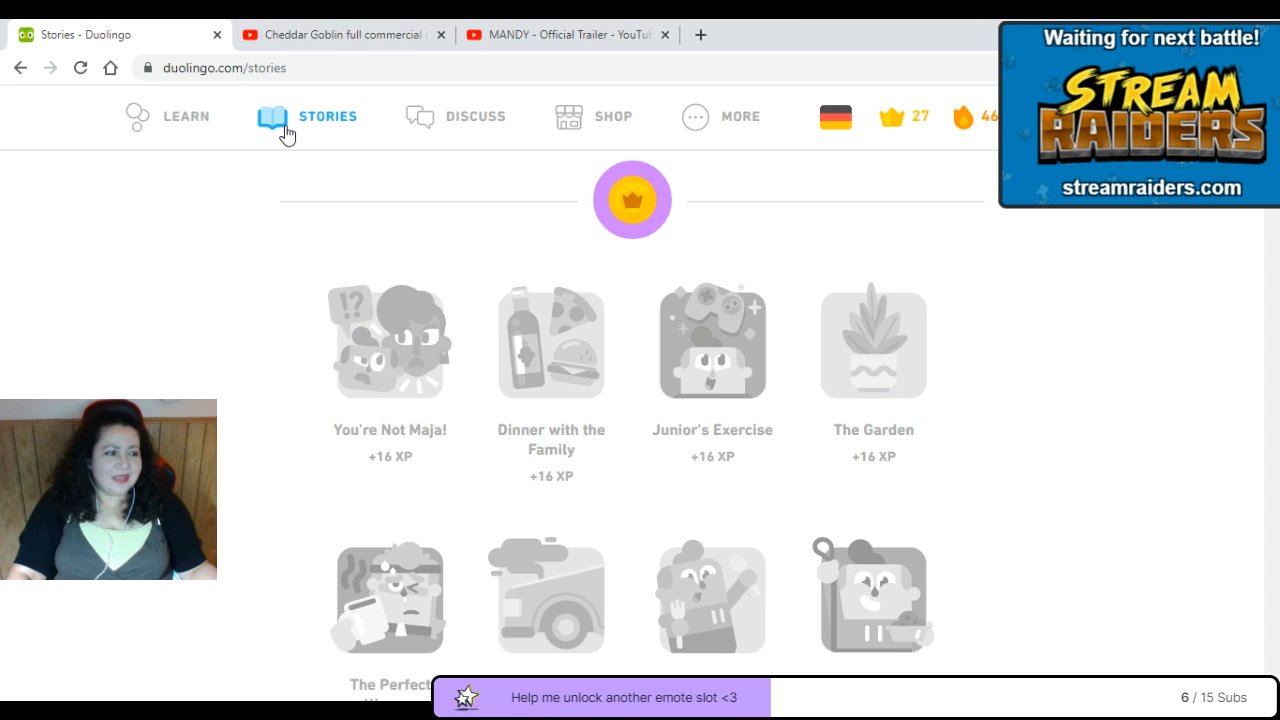 Stories - Duolingo
Cheddar Goblin full commercial
MANDY - Official Trailer - YouTu
duolingo.com/stories
Waiting for next battle!
STREAM
RAIDERS
streamraiders.com
LEARN
STORIES
DISCUSS
SHOP
MORE
27
46
!?
You're Not Maja!
+16 XP
Dinner with the
Family
+16 XP
Junior's Exercise
+16 XP
The Garden
+16 XP
The Perfect
Help me unlock another emote slot <3
6 / 15 Subs